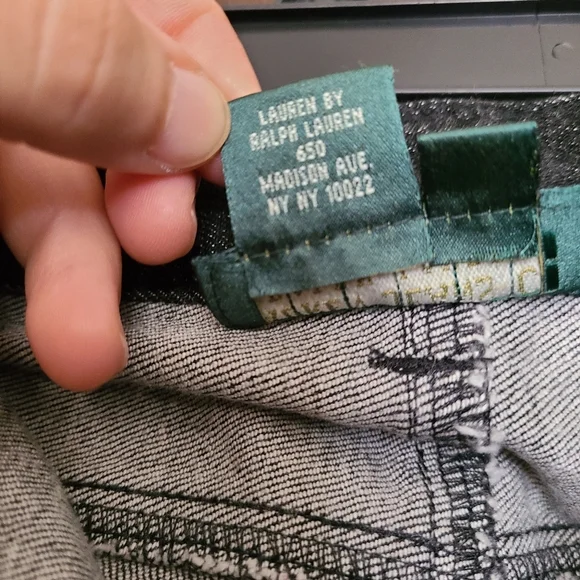 LAUREN BY
RALPH LAUREN
650
MADISON AVE.
NY NY 10022